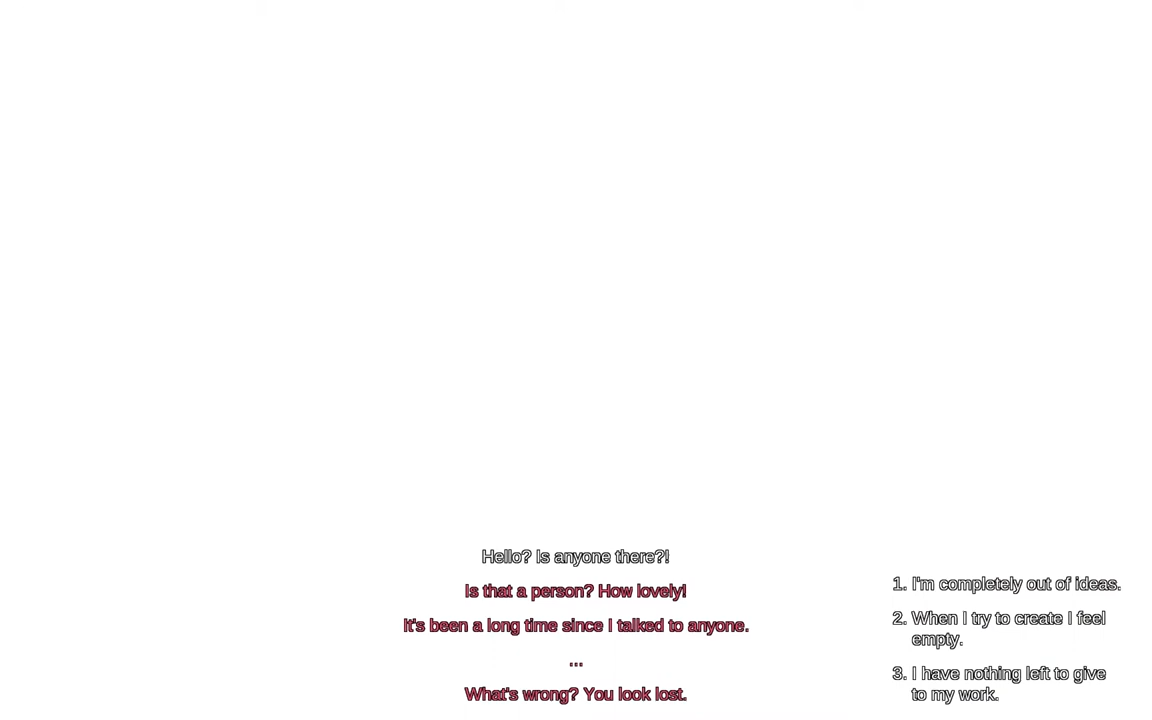 Hello? Is anyone there?!
Is that a person? How lovely!
It's been a long time since I talked to anyone.
...
What's wrong? You look lost.
1. I'm completely out of ideas.
2. When I try to create I feel
empty.
3. I have nothing left to give
to my work.